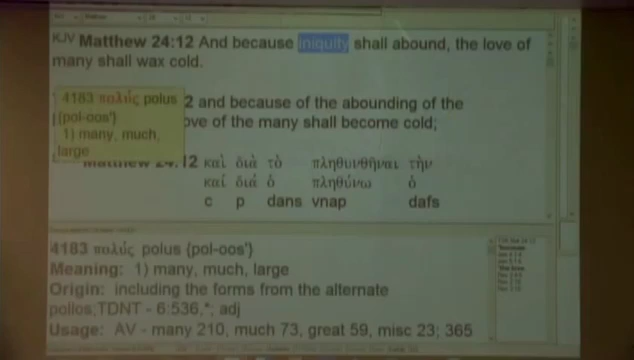 KJV Matthew 24:12 And because iniquity shall abound, the love of
many shall wax cold.
4183 πολύς polus
{pol-oos'}
1) many, much,
large
2 and because of the abounding of the
ove of the many shall become cold;
Matthew 24:12 καὶ διὰ τὸ πληθυνθῆναι τὴν
καί διά ὁ πληθύνω ὁ
c p dans vnap dafs
4183 πολύς polus {pol-oos'}
Meaning: 1) many, much, large
Origin: including the forms from the alternate
pollos;TDNT - 6:536,*; adj
Usage: AV - many 210, much 73, great 59, misc 23; 365